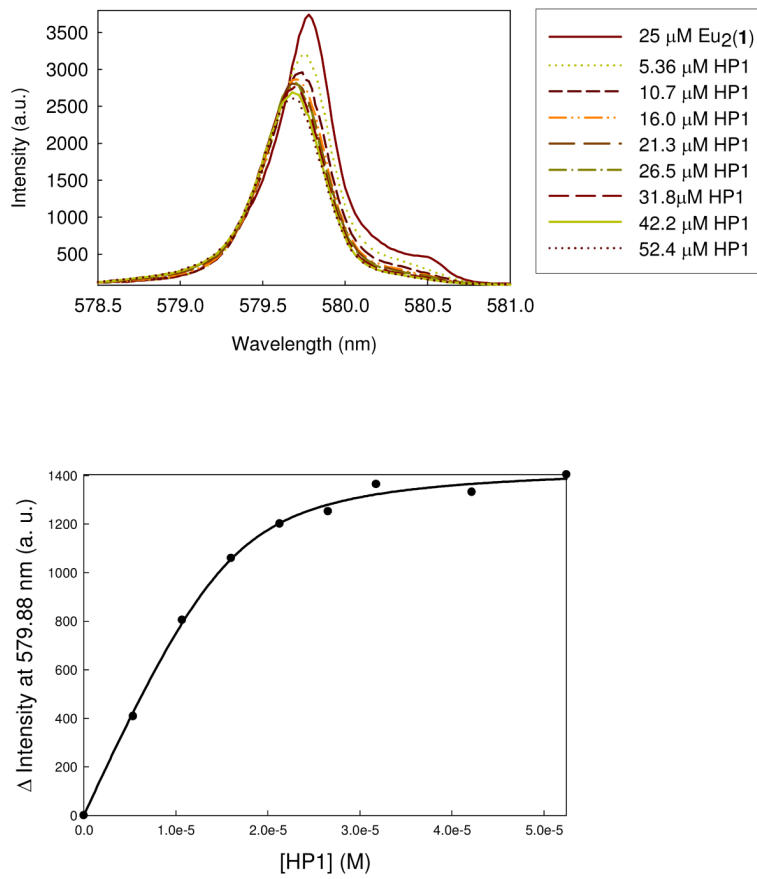 3500
3000
2500
2000
1500
1000
500
Intensity (a.u.)
578.5 579.0 579.5 580.0 580.5 581.0
Wavelength (nm)
25 μM Eu2(1)
5.36 μM HP1
10.7 μM HP1
16.0 μM HP1
21.3 μM HP1
26.5 μM HP1
31.8μM HP1
42.2 μM HP1
52.4 μM HP1
1400
1200
1000
800
600
400
200
0
Δ Intensity at 579.88 nm (a. u.)
0.0 1.0e-5 2.0e-5 3.0e-5 4.0e-5 5.0e-5
[HP1] (M)